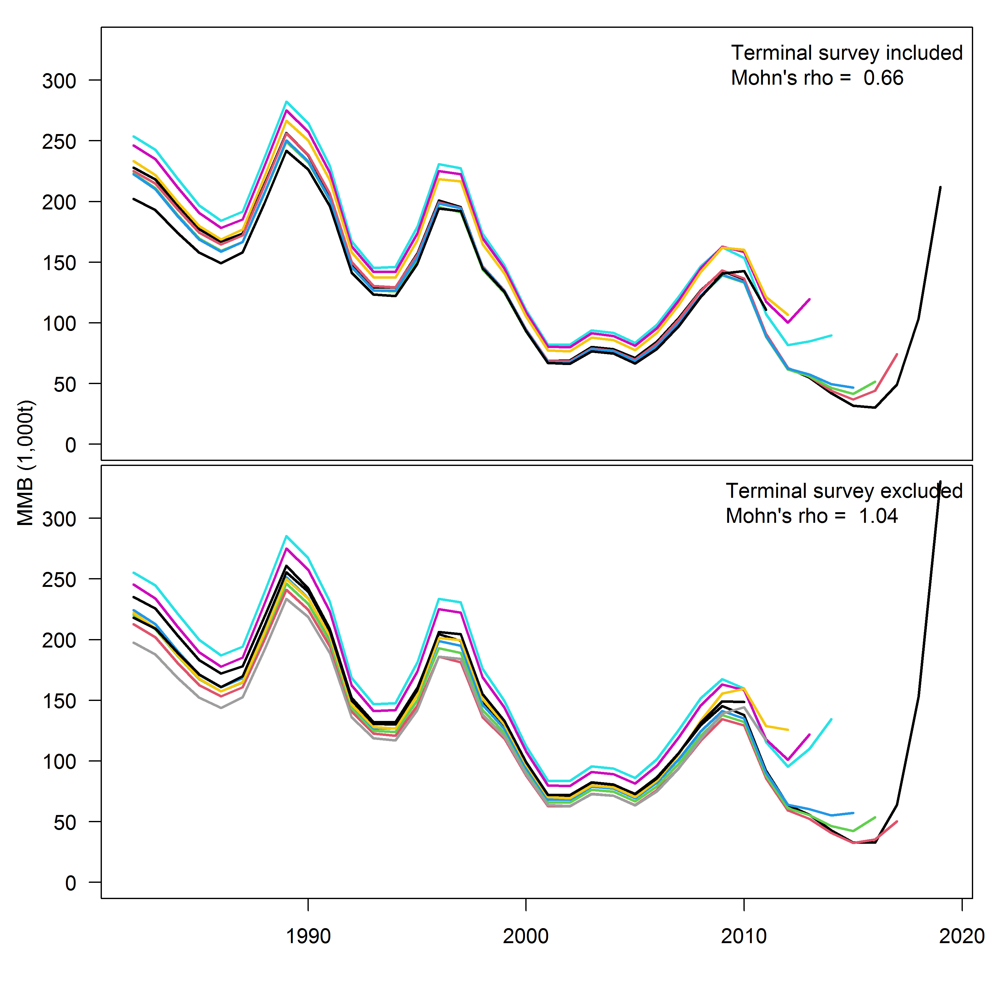 Terminal survey included
Mohn's rho =  0.66
300
250
200
150
100
50
0
MMB (1,000t)
Terminal survey excluded
Mohn's rho =  1.04
300
250
200
150
100
50
0
1990 2000 2010 2020